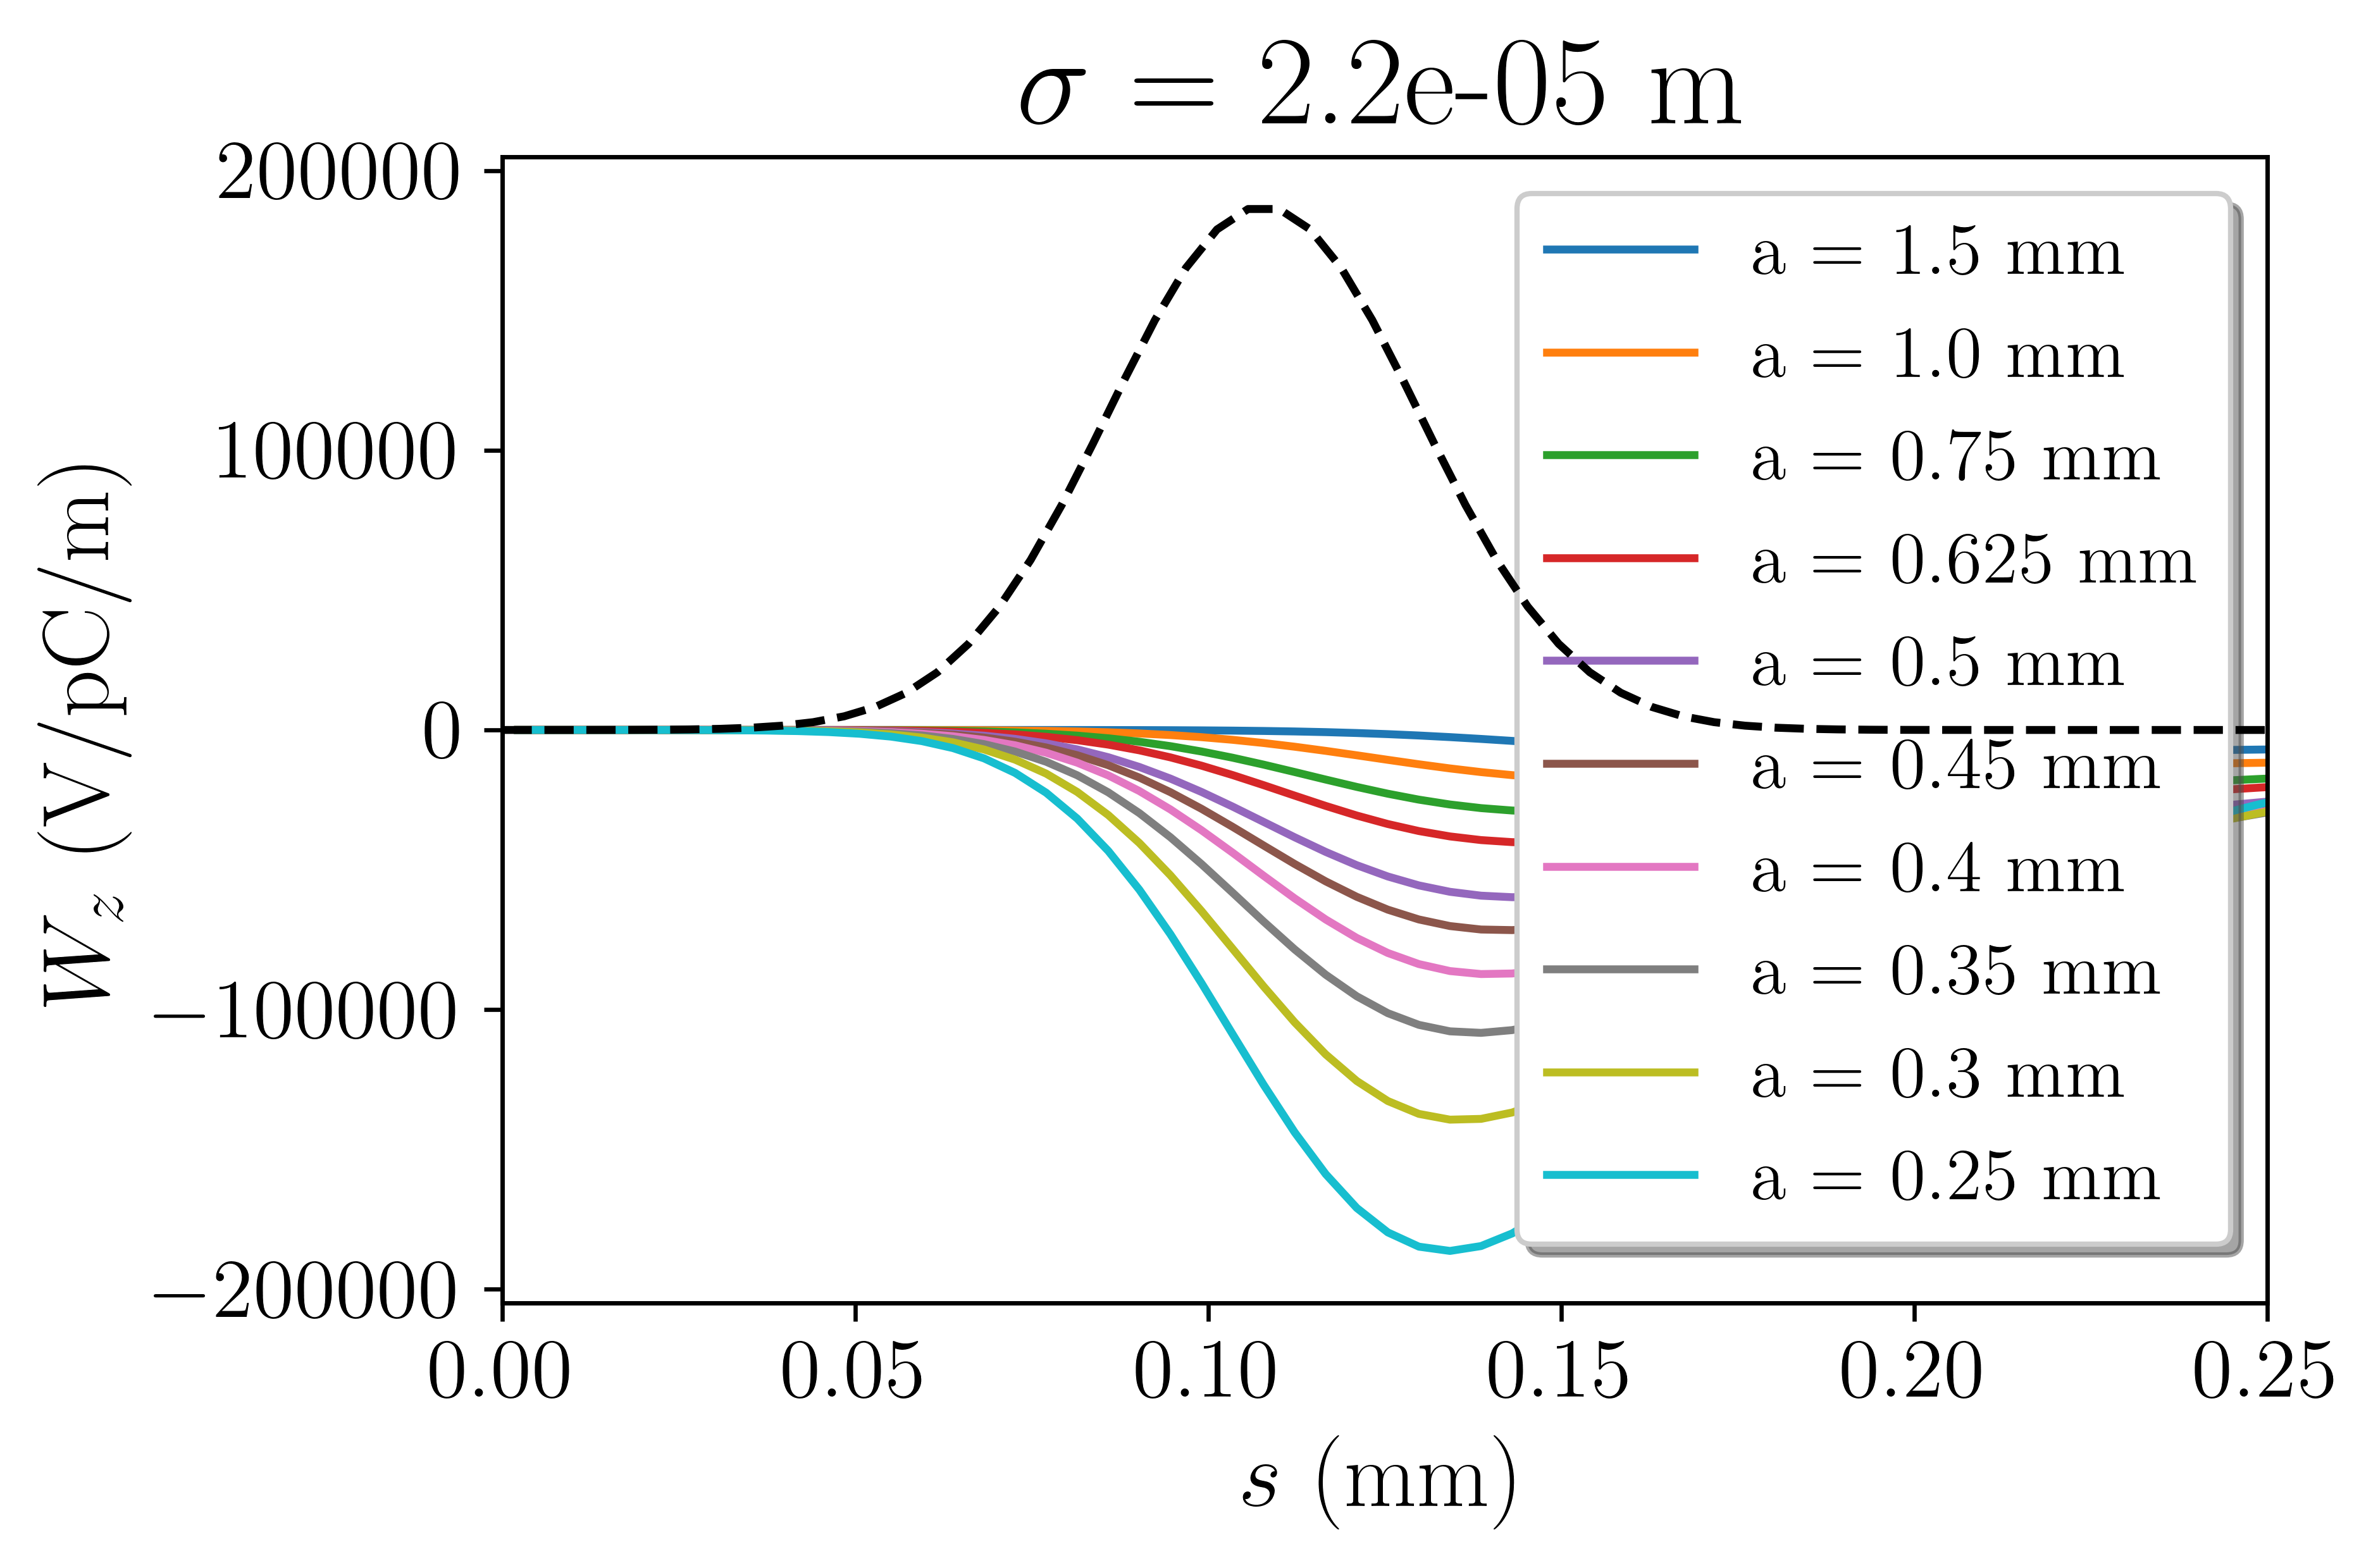 σ = 2.2e-05 m
200000
100000
0
−100000
−200000
W_z (V/pC/m)
a = 1.5 mm
a = 1.0 mm
a = 0.75 mm
a = 0.625 mm
a = 0.5 mm
a = 0.45 mm
a = 0.4 mm
a = 0.35 mm
a = 0.3 mm
a = 0.25 mm
0.00 0.05 0.10 0.15 0.20 0.25
s (mm)